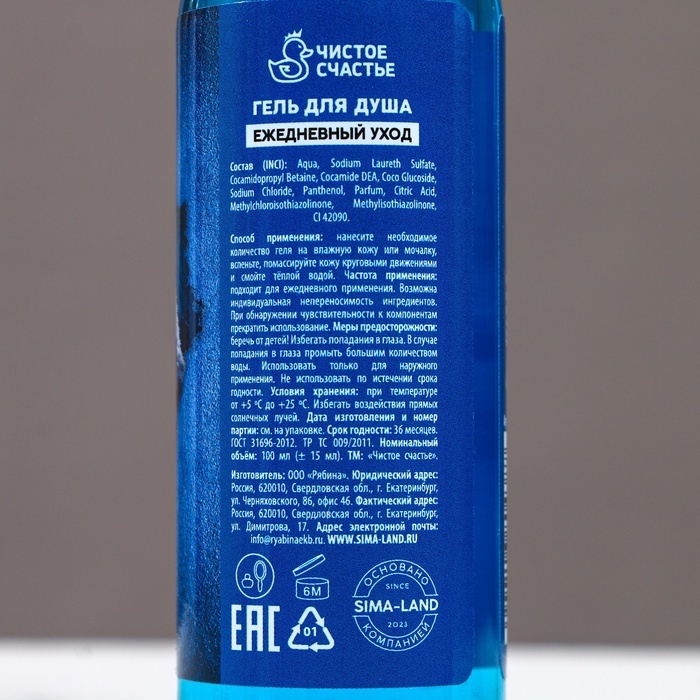 ЧИСТОЕ
СЧАСТЬЕ
ГЕЛЬ ДЛЯ ДУША
ЕЖЕДНЕВНЫЙ УХОД
Состав (INCI): Aqua, Sodium Laureth Sulfate,
Cocamidopropyl Betaine, Cocamide DEA, Coco Glucoside,
Sodium Chloride, Panthenol, Parfum, Citric Acid,
Methylchloroisothiazolinone, Methylisothiazolinone,
CI 42090.
Способ применения: нанесите необходимое
количество геля на влажную кожу или мочалку,
вспеньте, помассируйте кожу круговыми движениями
и смойте тёплой водой. Частота применения:
подходит для ежедневного применения. Возможна
индивидуальная непереносимость ингредиентов.
При обнаружении чувствительности к компонентам
прекратить использование. Меры предосторожности:
беречь от детей! Избегать попадания в глаза. В случае
попадания в глаза промыть большим количеством
воды. Использовать только для наружного
применения. Не использовать по истечении срока
годности. Условия хранения: при температуре
от +5 ºС до +25 ºС. Избегать воздействия прямых
солнечных лучей. Дата изготовления и номер
партии: см. на упаковке. Срок годности: 36 месяцев.
ГОСТ 31696-2012. ТР ТС 009/2011. Номинальный
объём: 100 мл (± 15 мл). ТМ: «Чистое счастье».
Изготовитель: ООО «Рябина». Юридический адрес:
Россия, 620010, Свердловская обл., г. Екатеринбург,
ул. Черняховского, 86, офис 46. Фактический адрес:
Россия, 620010, Свердловская обл., г. Екатеринбург,
ул. Димитрова, 17. Адрес электронной почты:
info@ryabinaekb.ru. WWW.SIMA-LAND.RU
6M
EAC
01
ОСНОВАНО
SINCE
SIMA-LAND
2023
КОМПАНИЕЙ